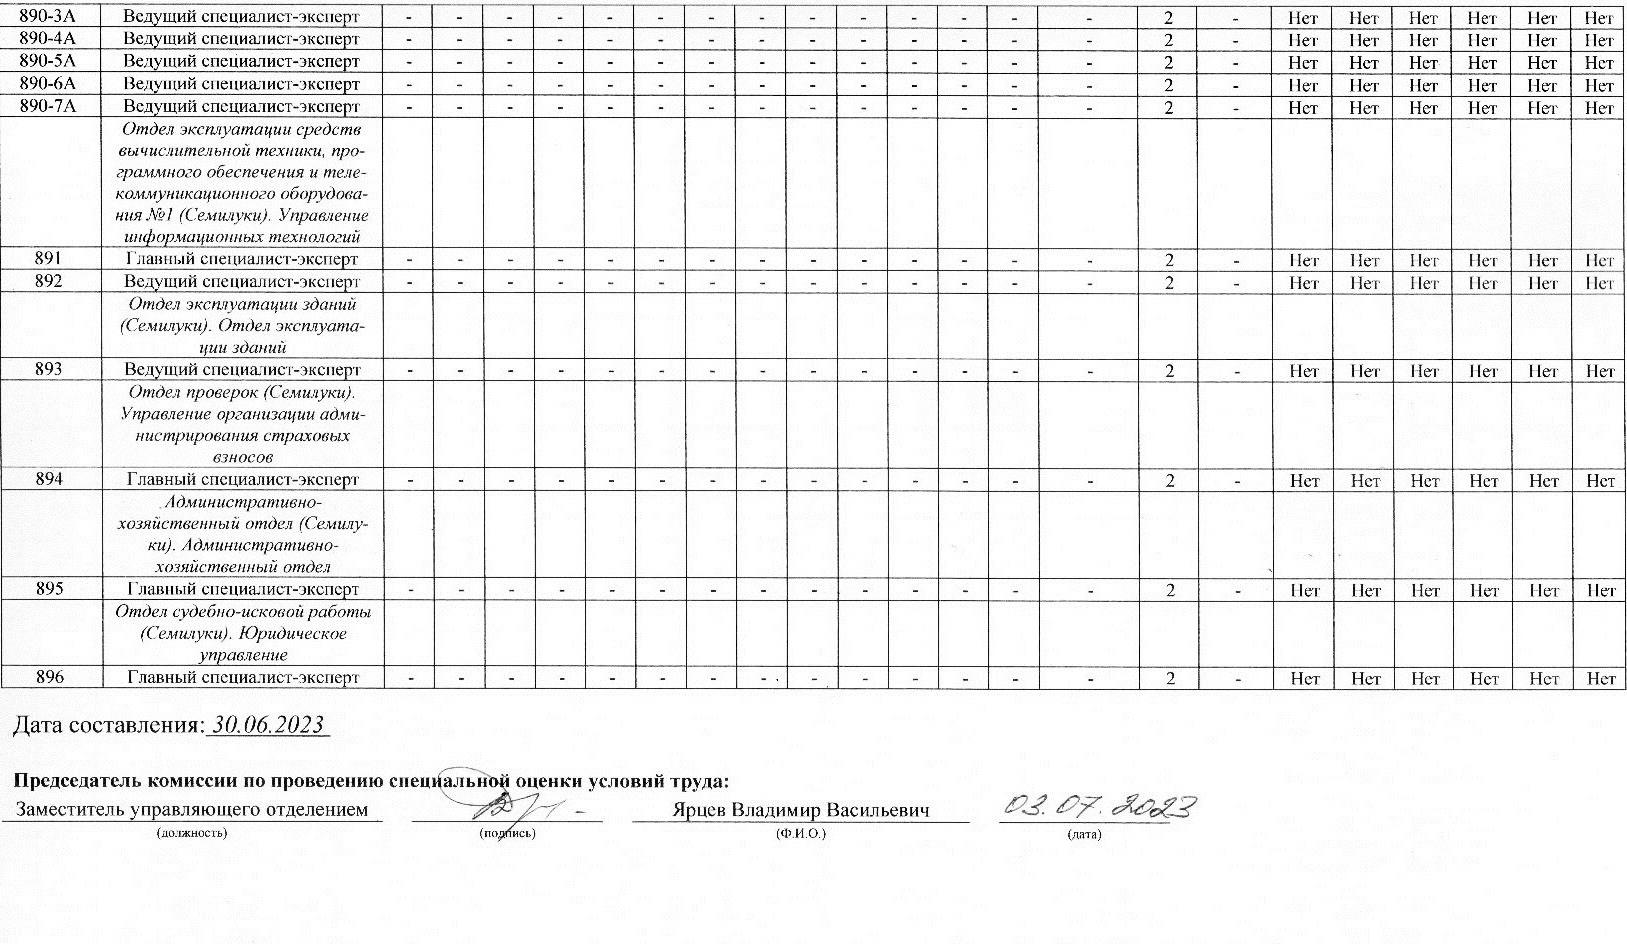 890-3А Ведущий специалист-эксперт - - - - - - - - - - - - - - 2 - Нет Нет Нет Нет Нет Нет
890-4А Ведущий специалист-эксперт - - - - - - - - - - - - - - 2 - Нет Нет Нет Нет Нет Нет
890-5А Ведущий специалист-эксперт - - - - - - - - - - - - - - 2 - Нет Нет Нет Нет Нет Нет
890-6А Ведущий специалист-эксперт - - - - - - - - - - - - - - 2 - Нет Нет Нет Нет Нет Нет
890-7А Ведущий специалист-эксперт - - - - - - - - - - - - - - 2 - Нет Нет Нет Нет Нет Нет
Отдел эксплуатации средств
вычислительной техники, про-
граммного обеспечения и теле-
коммуникационного оборудова-
ния №1 (Семилуки). Управление
информационных технологий
891 Главный специалист-эксперт - - - - - - - - - - - - - - 2 - Нет Нет Нет Нет Нет Нет
892 Ведущий специалист-эксперт - - - - - - - - - - - - - - 2 - Нет Нет Нет Нет Нет Нет
Отдел эксплуатации зданий
(Семилуки). Отдел эксплуата-
ции зданий
893 Ведущий специалист-эксперт - - - - - - - - - - - - - - 2 - Нет Нет Нет Нет Нет Нет
Отдел проверок (Семилуки).
Управление организации адми-
нистрирования страховых
взносов
894 Главный специалист-эксперт - - - - - - - - - - - - - - 2 - Нет Нет Нет Нет Нет Нет
Административно-
хозяйственный отдел (Семилу-
ки). Административно-
хозяйственный отдел
895 Главный специалист-эксперт - - - - - - - - - - - - - - 2 - Нет Нет Нет Нет Нет Нет
Отдел судебно-исковой работы
(Семилуки). Юридическое
управление
896 Главный специалист-эксперт - - - - - - - - - - - - - - 2 - Нет Нет Нет Нет Нет Нет
Дата составления: 30.06.2023
Председатель комиссии по проведению специальной оценки условий труда:
Заместитель управляющего отделением Ярцев Владимир Васильевич 03.07.2023
(должность) (подпись) (Ф.И.О.) (дата)